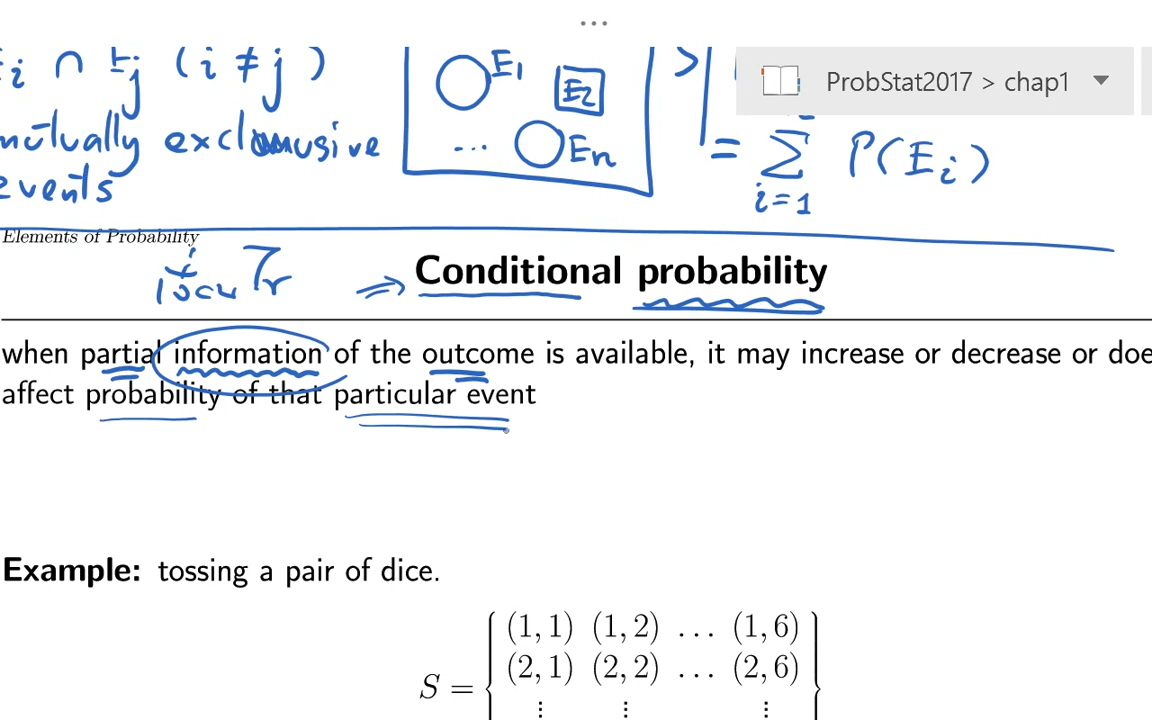 ∩ Ej (i ≠ j)
E1
E2
... En
mutually exclusive
events
= ∑ P(Ei)
i=1
ProbStat2017 > chap1
Elements of Probability
⇒ Conditional probability
when partial information of the outcome is available, it may increase or decrease or doe
affect probability of that particular event
Example: tossing a pair of dice.
(1, 1) (1, 2) ... (1, 6)
S = { (2, 1) (2, 2) ... (2, 6) }
⋮ ⋮ ⋮